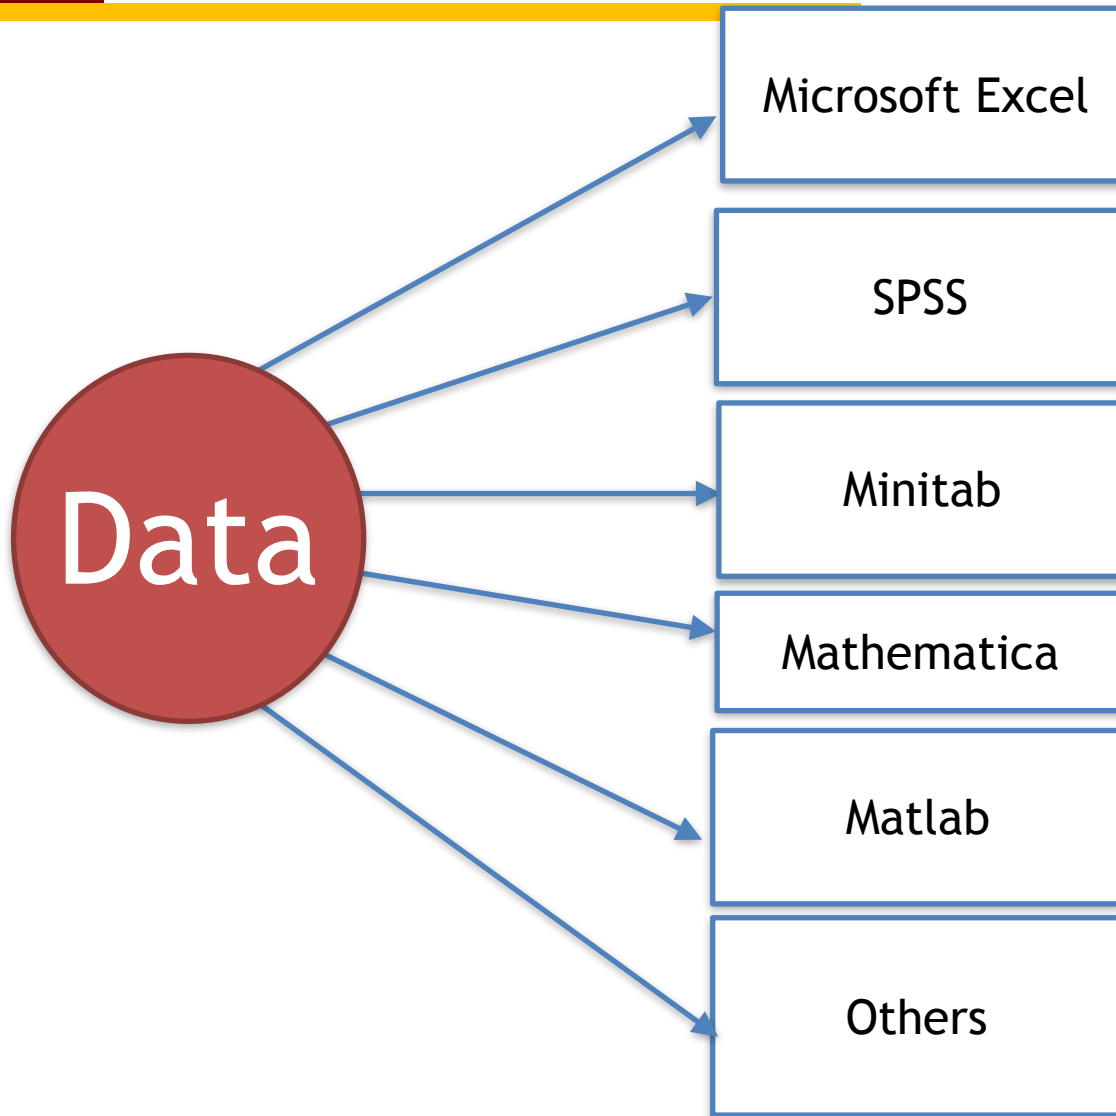 Microsoft Excel
SPSS
Minitab
Data
Mathematica
Matlab
Others